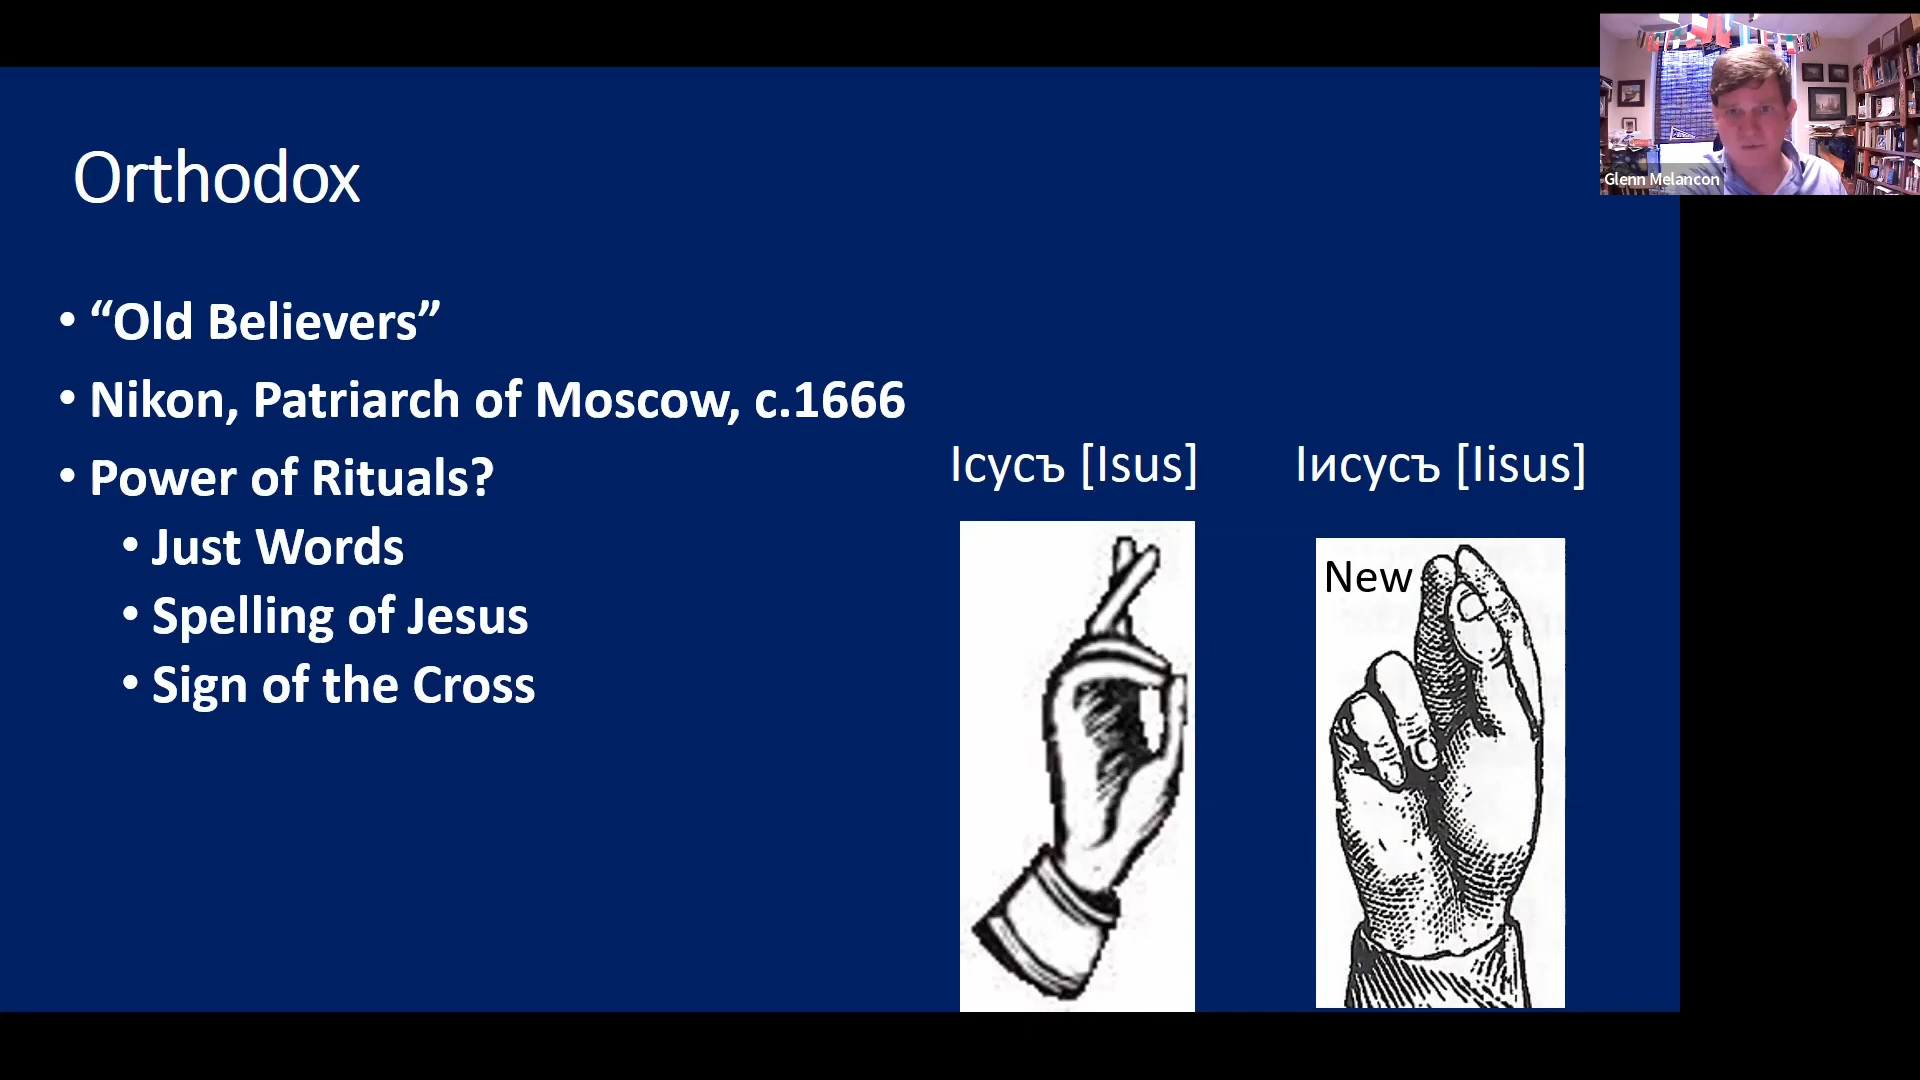 Orthodox
• “Old Believers”
• Nikon, Patriarch of Moscow, c.1666
• Power of Rituals?
• Just Words
• Spelling of Jesus
• Sign of the Cross
Ісусъ [Isus]
Іисусъ [Iisus]
New
Glenn Melancon